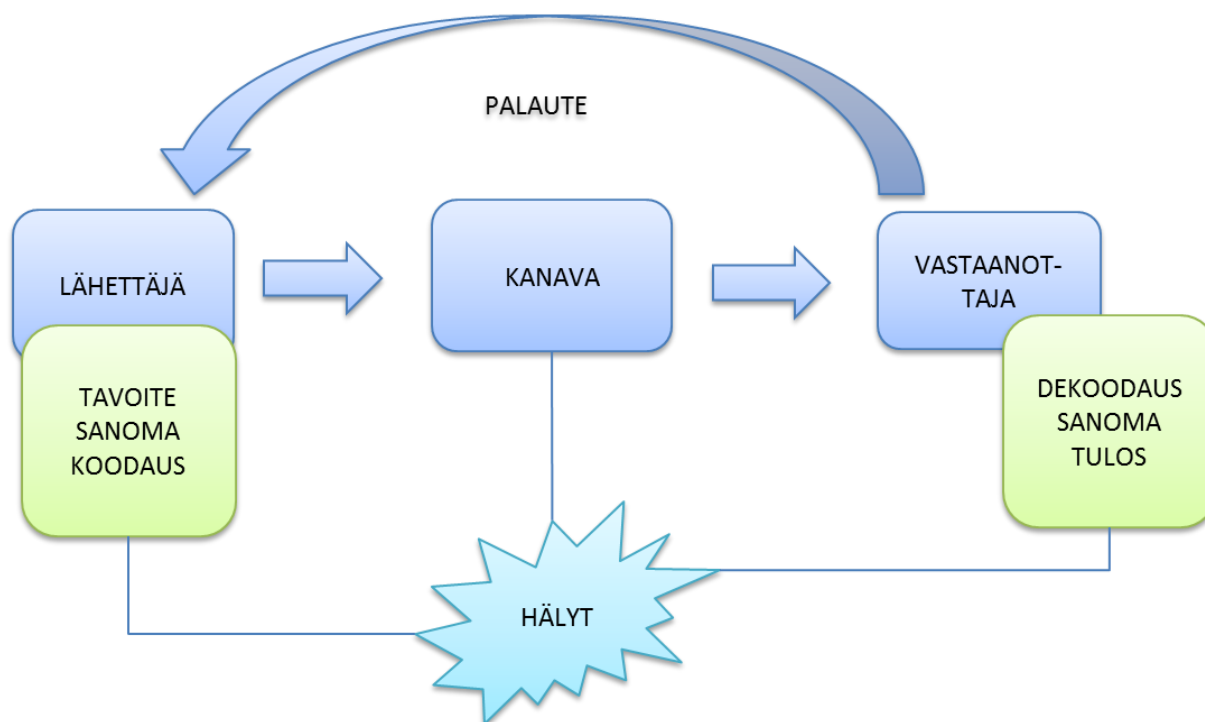 PALAUTE
LÄHETTÄJÄ
KANAVA
VASTAANOT-
TAJA
TAVOITE
SANOMA
KOODAUS
DEKOODAUS
SANOMA
TULOS
HÄLYT